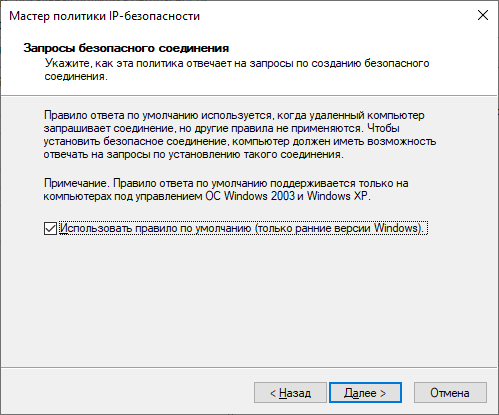 Мастер политики IP-безопасности
Запросы безопасного соединения
Укажите, как эта политика отвечает на запросы по созданию безопасного
соединения.
Правило ответа по умолчанию используется, когда удаленный компьютер
запрашивает соединение, но другие правила не применяются. Чтобы
установить безопасное соединение, компьютер должен иметь возможность
отвечать на запросы по установлению такого соединения.
Примечание. Правило ответа по умолчанию поддерживается только на
компьютерах под управлением ОС Windows 2003 и Windows XP.
Использовать правило по умолчанию (только ранние версии Windows).
< Назад
Далее >
Отмена